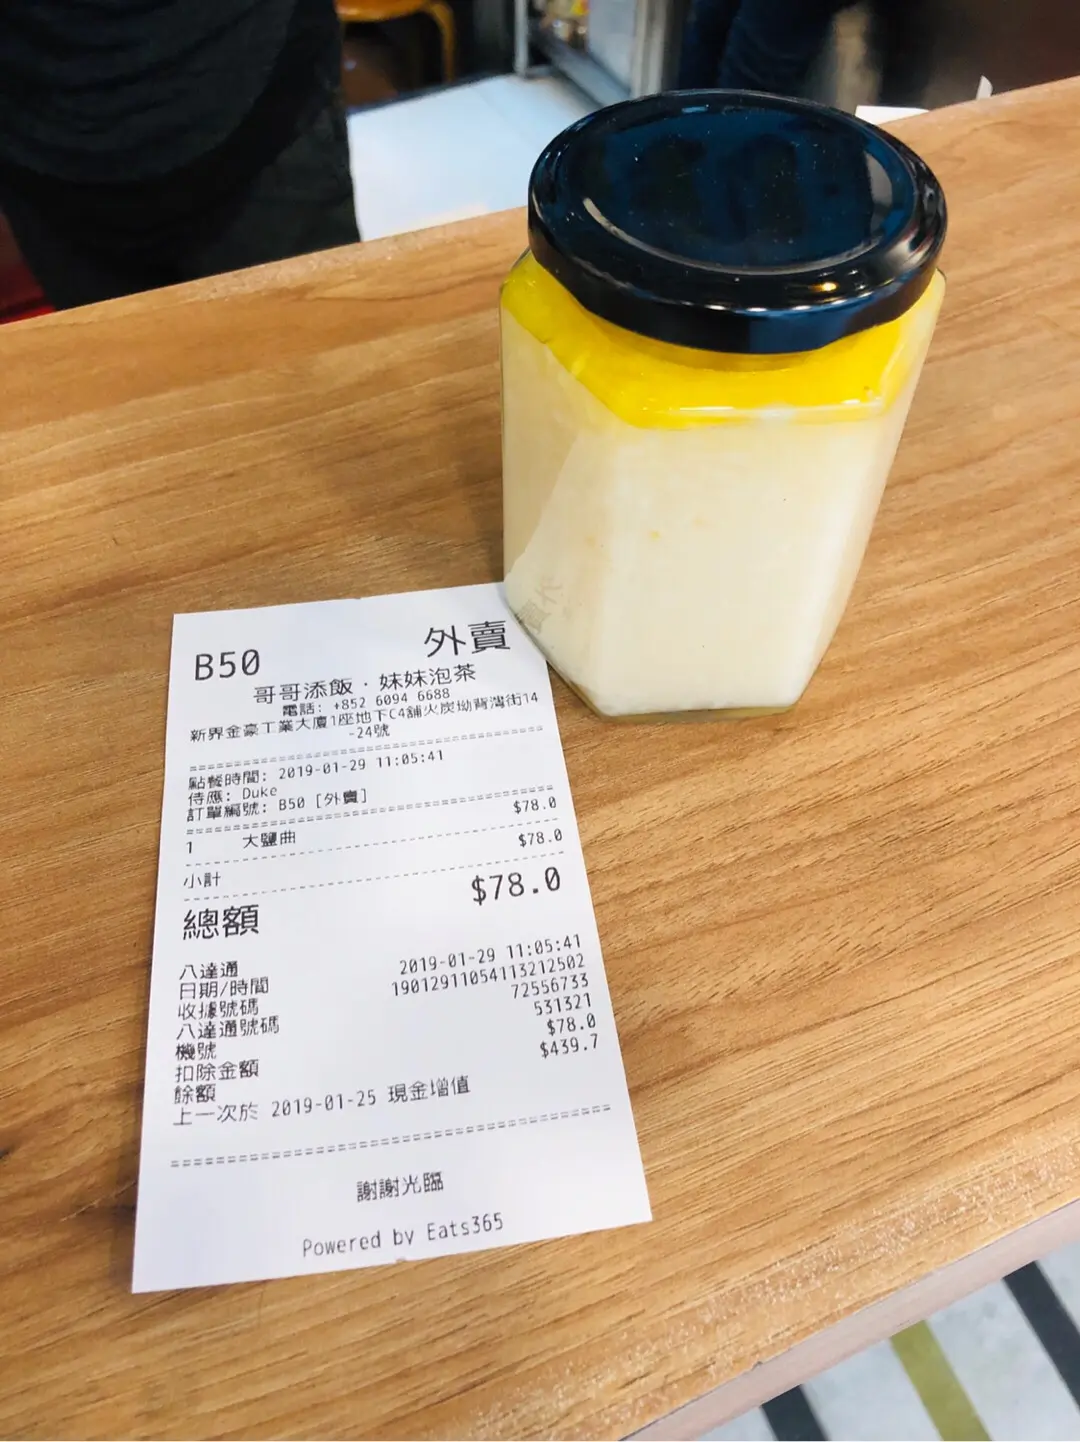 B50 外賣
哥哥添飯·妹妹泡茶
電話: +852 6094 6688
新界金豪工業大廈1座地下C4舖火炭坳背灣街14
-24號
點餐時間: 2019-01-29 11:05:41
侍應: Duke
訂單編號: B50 [外賣]
1 大鹽曲 $78.0
小計 $78.0
總額 $78.0
八達通
日期/時間 2019-01-29 11:05:41
收據號碼 19012911054113212502
八達通號碼 72556733
機號 531321
扣除金額 $78.0
餘額 $439.7
上一次於 2019-01-25 現金增值
謝謝光臨
Powered by Eats365